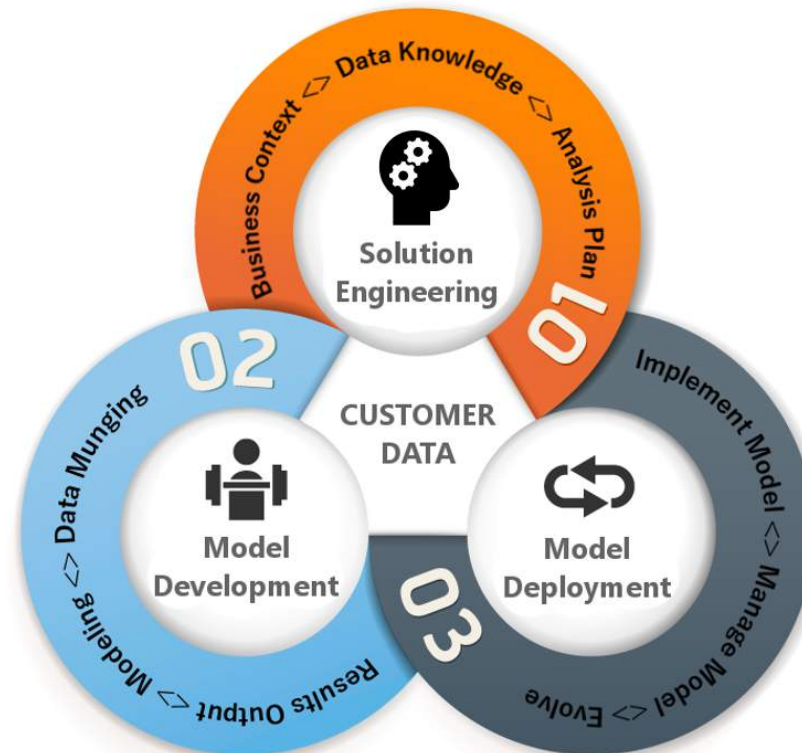 Business Context <> Data Knowledge <> Analysis Plan
01
Solution
Engineering
02
CUSTOMER
DATA
Data Munging <> Modeling <> Results Output
Model
Development
Implement Model <> Manage Model <> Evolve
Model
Deployment
03